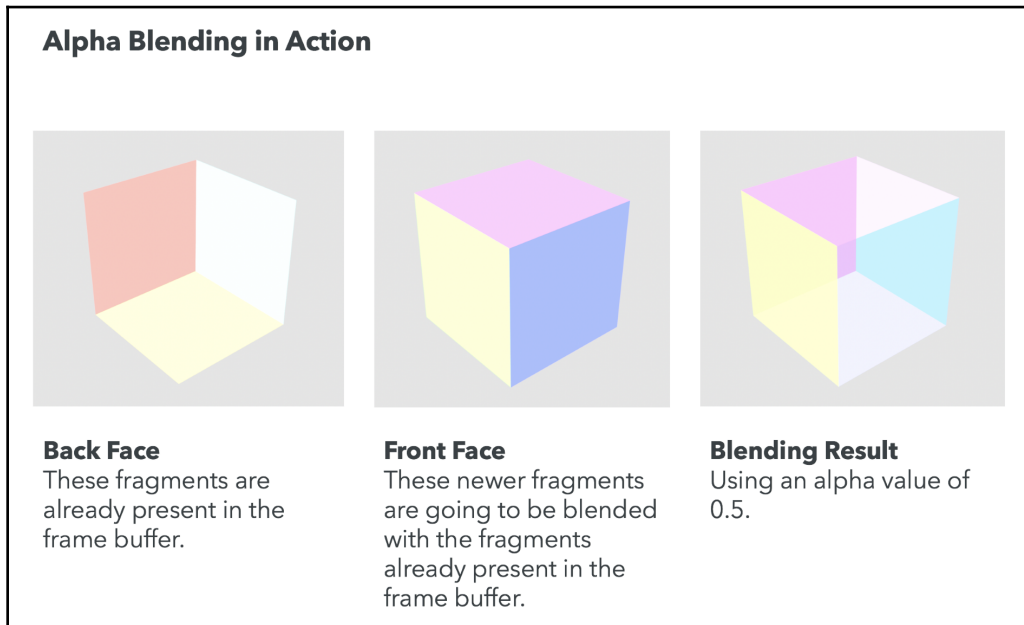 Alpha Blending in Action
Back Face
These fragments are
already present in the
frame buffer.
Front Face
These newer fragments
are going to be blended
with the fragments
already present in the
frame buffer.
Blending Result
Using an alpha value of
0.5.